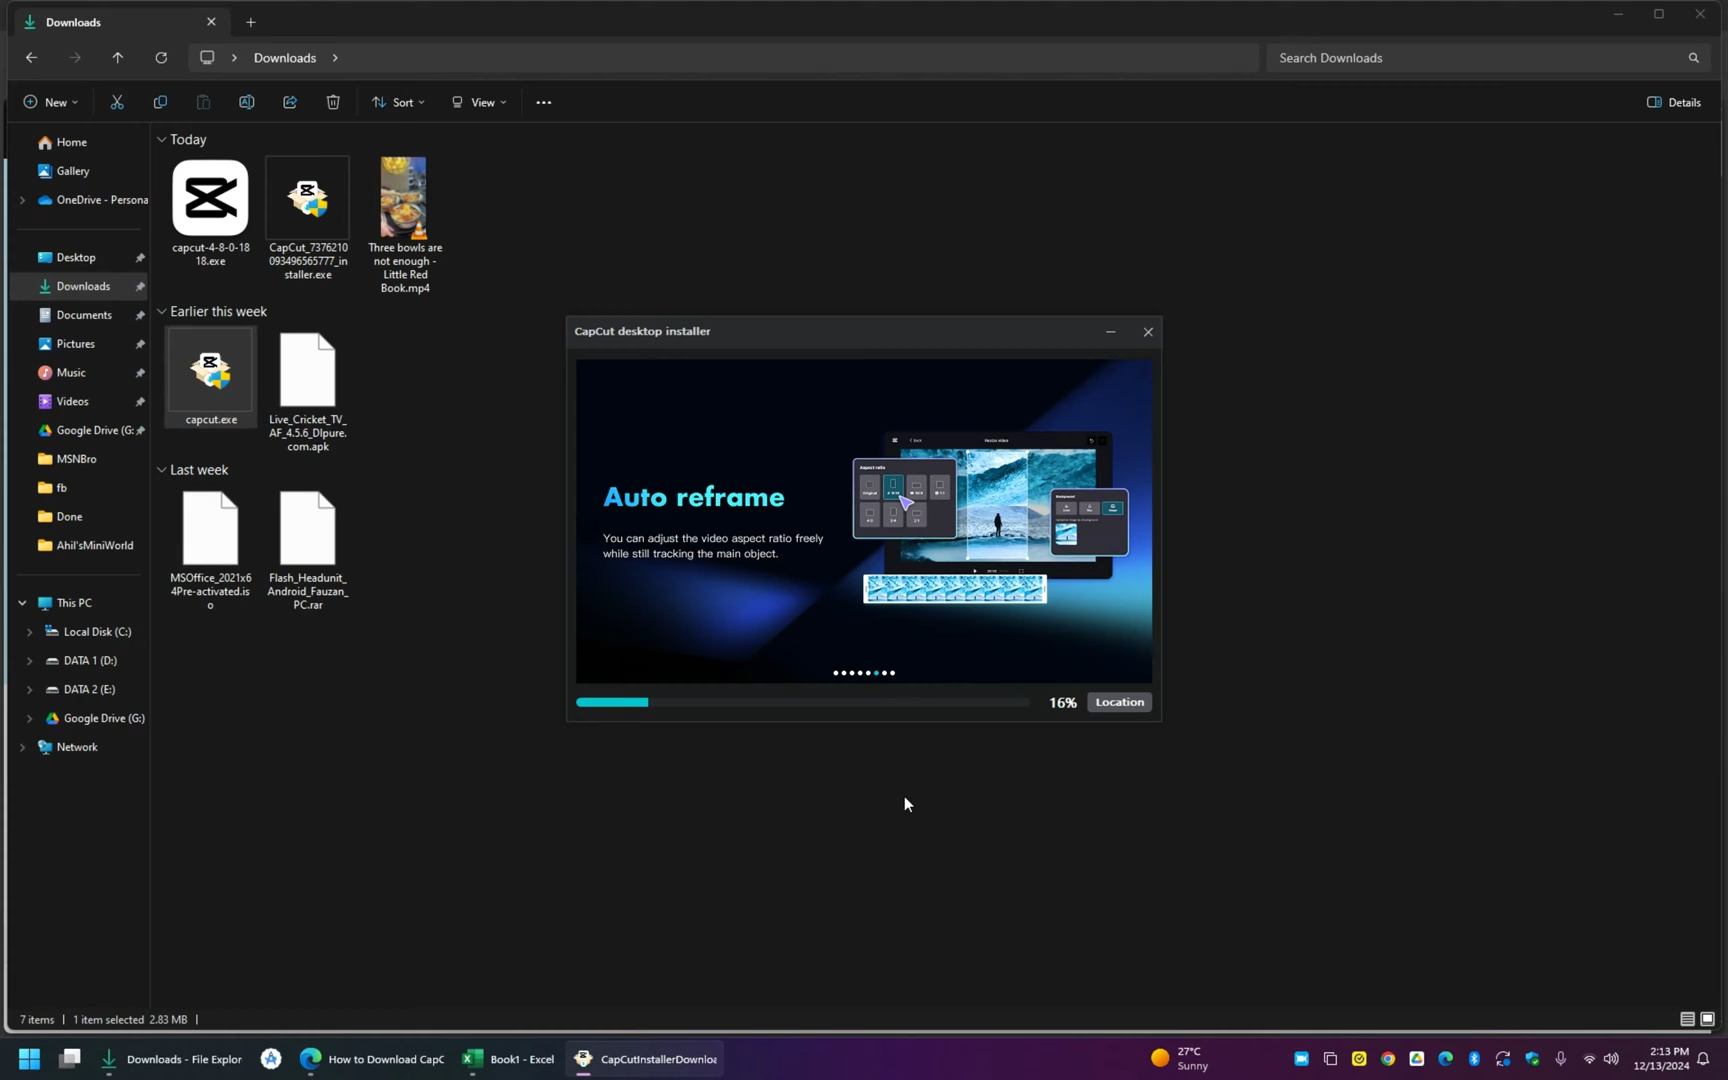 Downloads
Downloads
Search Downloads
New
Sort
View
Details
Home
Gallery
OneDrive - Persona
Desktop
Downloads
Documents
Pictures
Music
Videos
Google Drive (G:
MSNBro
fb
Done
Ahil'sMiniWorld
This PC
Local Disk (C:)
DATA 1 (D:)
DATA 2 (E:)
Google Drive (G:)
Network
Today
capcut-4-8-0-18
18.exe
CapCut_7376210
093496565777_in
staller.exe
Three bowls are
not enough -
Little Red
Book.mp4
Earlier this week
capcut.exe
Live_Cricket_TV_
AF_4.5.6_Dlpure.
com.apk
Last week
MSOffice_2021x6
4Pre-activated.is
o
Flash_Headunit_
Android_Fauzan_
PC.rar
CapCut desktop installer
Auto reframe
You can adjust the video aspect ratio freely
while still tracking the main object.
Aspect ratio
Original
Background
16%
Location
7 items
1 item selected 2.83 MB
Downloads - File Explor
How to Download CapC
Book1 - Excel
CapCutInstallerDownloa
27°C
Sunny
2:13 PM
12/13/2024